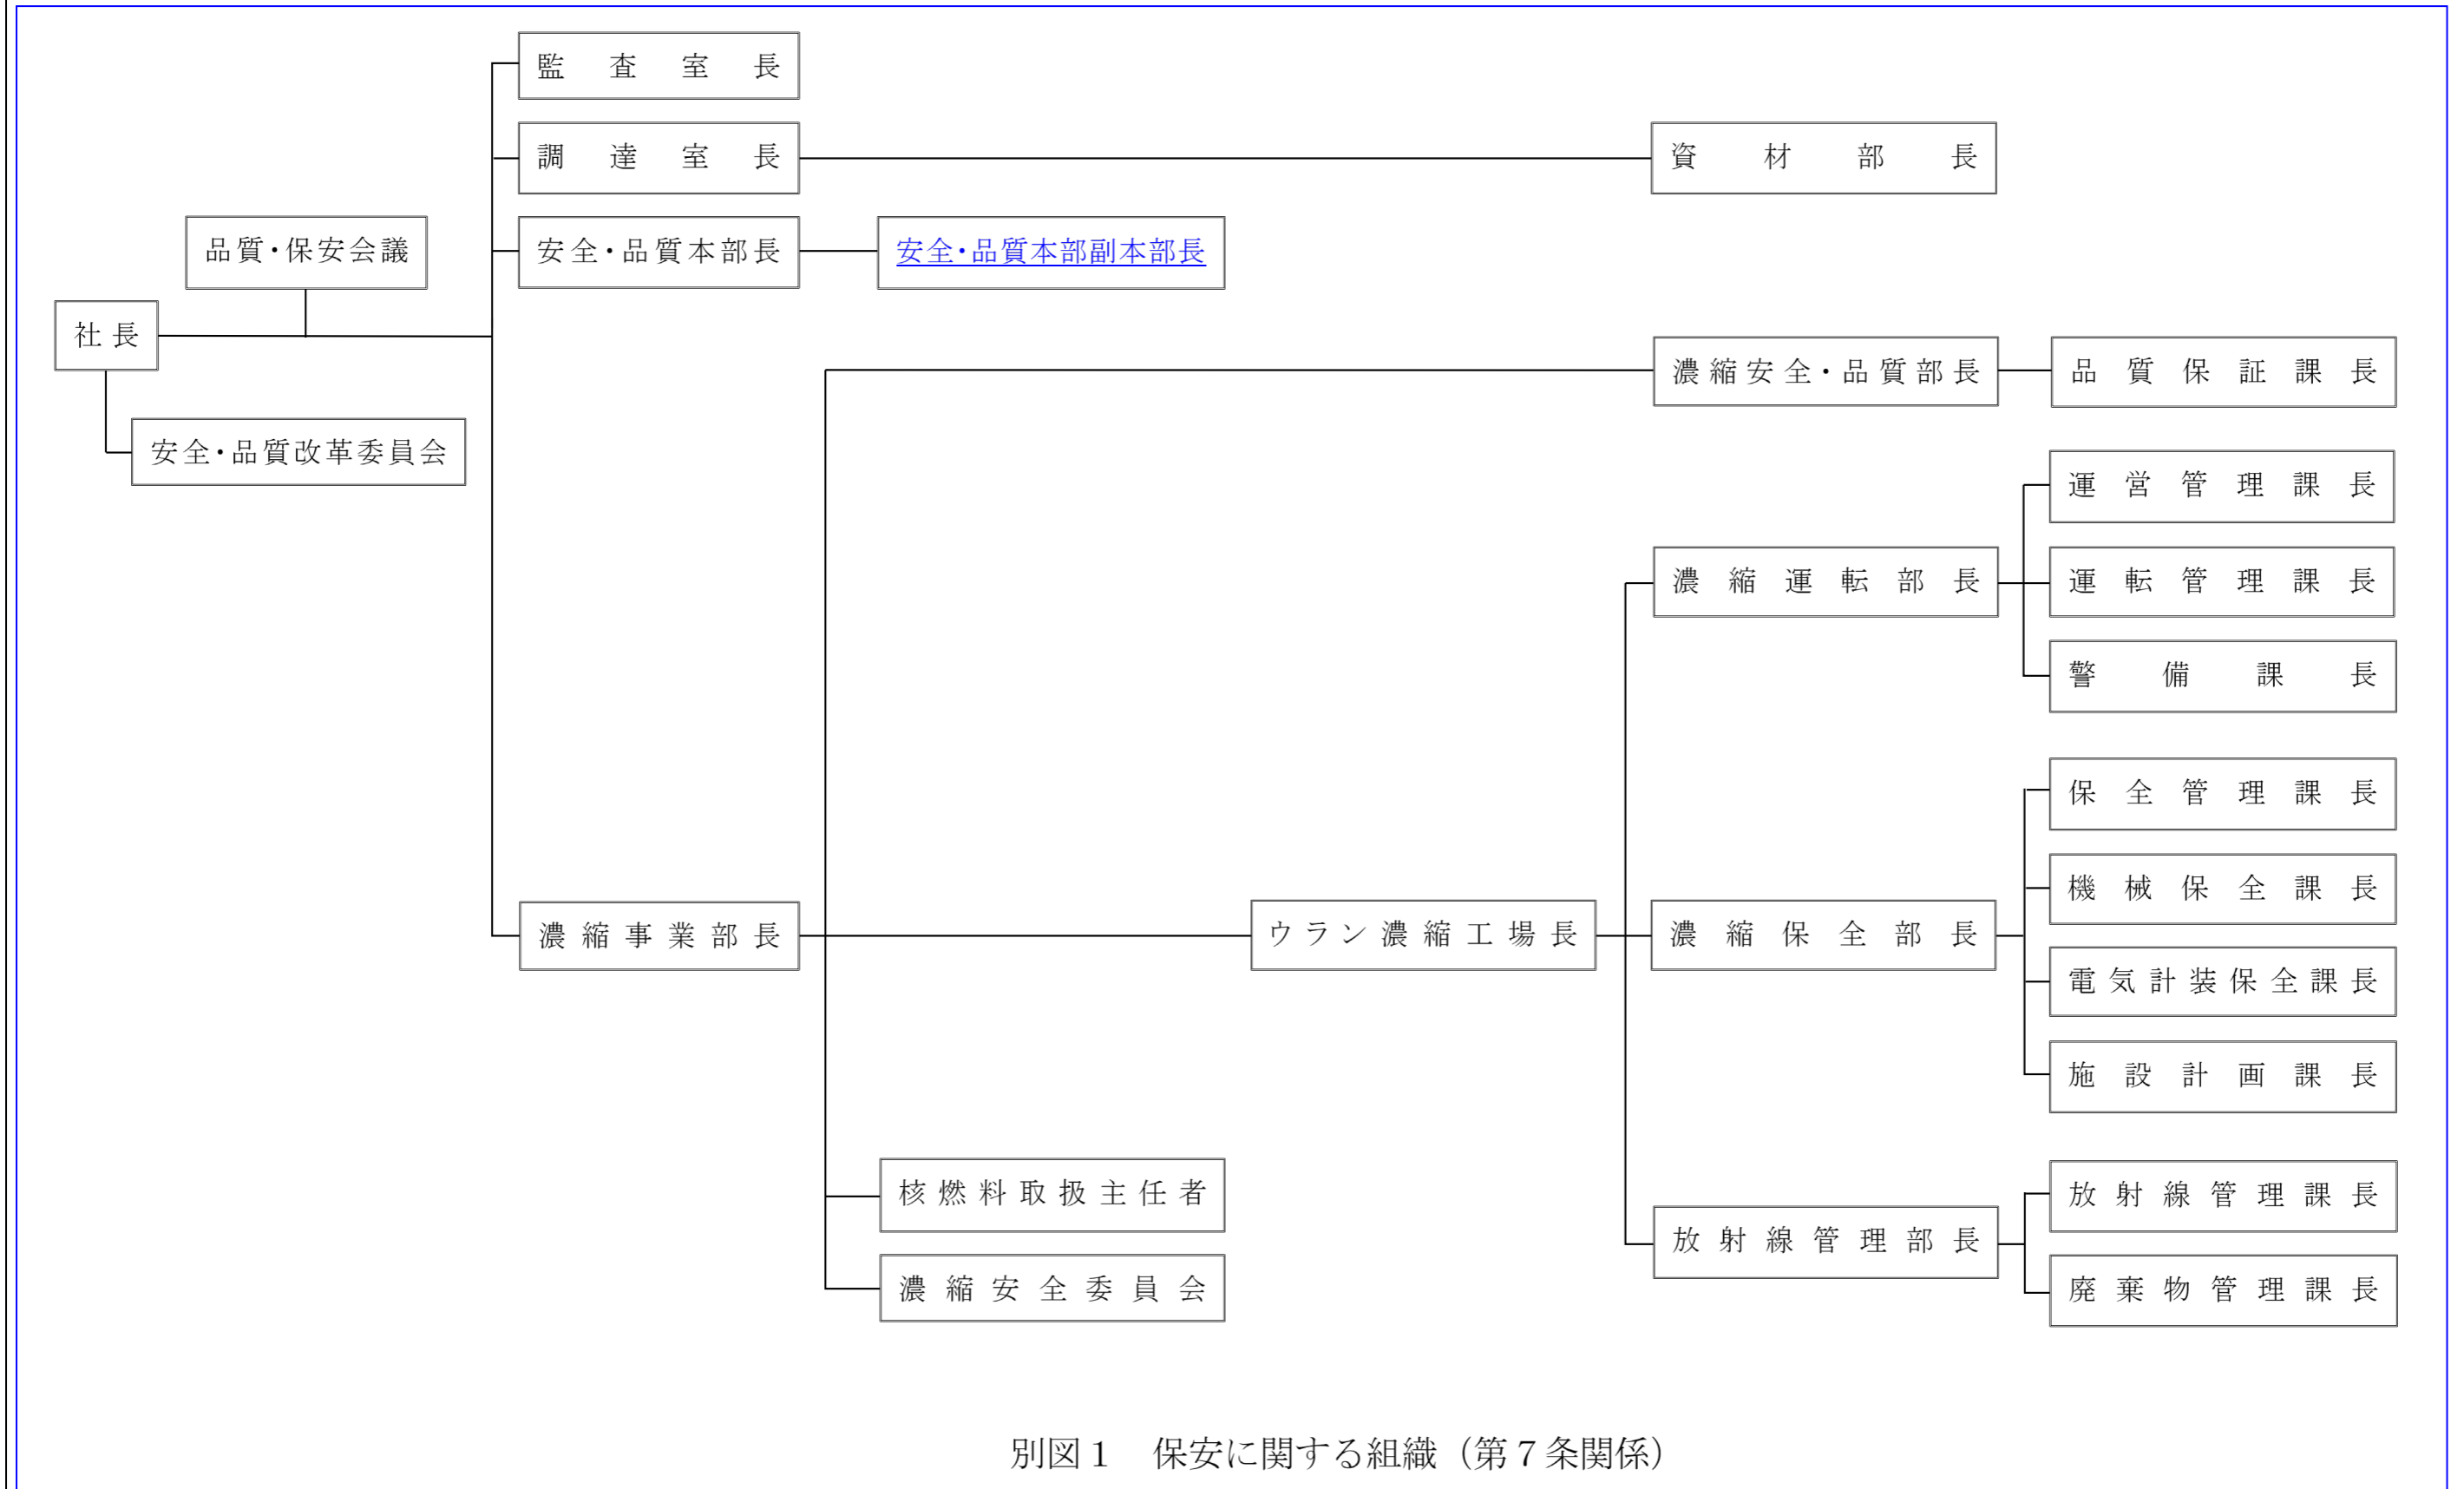 監査室長
調達室長
資材部長
品質・保安会議
安全・品質本部長
安全・品質本部副本部長
社長
濃縮安全・品質部長
品質保証課長
安全・品質改革委員会
運営管理課長
濃縮運転部長
運転管理課長
警備課長
保全管理課長
機械保全課長
濃縮事業部長
ウラン濃縮工場長
濃縮保全部長
電気計装保全課長
施設計画課長
核燃料取扱主任者
放射線管理課長
放射線管理部長
濃縮安全委員会
廃棄物管理課長
別図1　保安に関する組織（第7条関係）